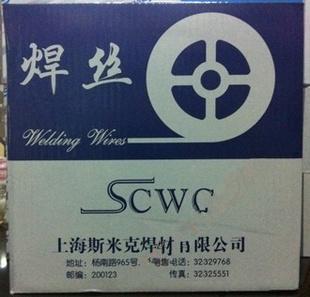 焊丝
Welding Wires
SCWC
上海斯米克焊材有限公司
地址: 杨南路965号 销售电话: 32329768
邮编: 200123 传真: 32325551